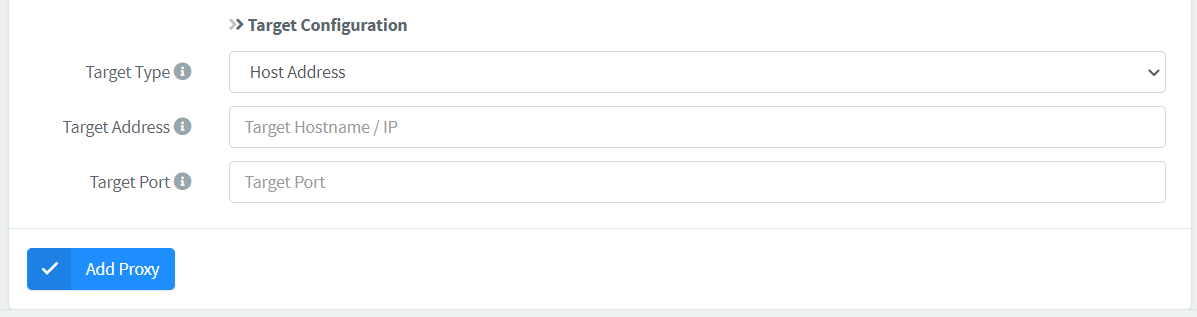 Target Configuration
Target Type
Host Address
Target Address
Target Hostname / IP
Target Port
Target Port
Add Proxy